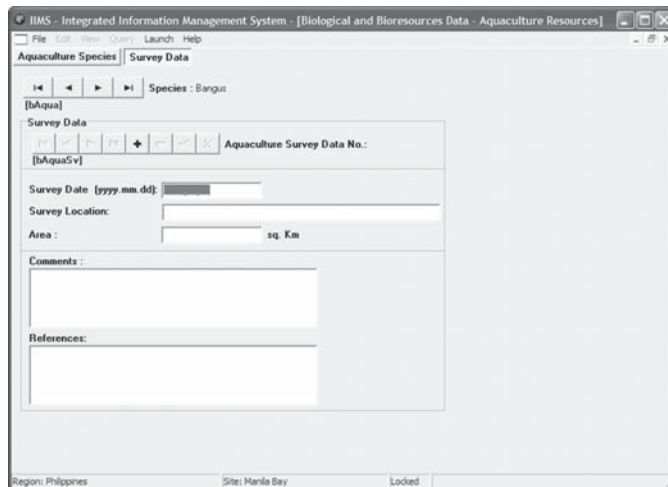 IIMS - Integrated Information Management System - [Biological and Bioresources Data - Aquaculture Resources]
File Edit View Query Launch Help
Aquaculture Species Survey Data
Species : Bangus
[bAqua]
Survey Data
Aquaculture Survey Data No.:
[bAquaSv]
Survey Date (yyyy.mm.dd):
Survey Location:
Area : sq. Km
Comments :
References:
Region: Philippines Site: Manila Bay Locked